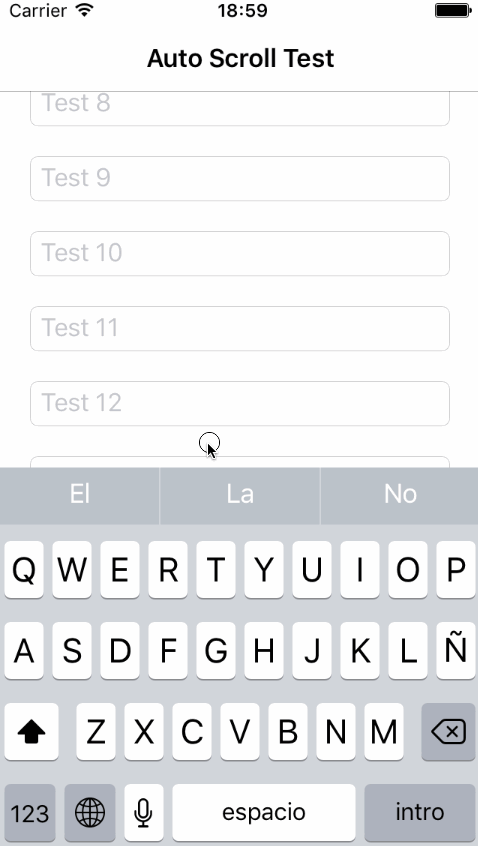 Carrier 18:59
Auto Scroll Test
Test 8
Test 9
Test 10
Test 11
Test 12
El La No
Q W E R T Y U I O P
A S D F G H J K L Ñ
Z X C V B N M
123 espacio intro